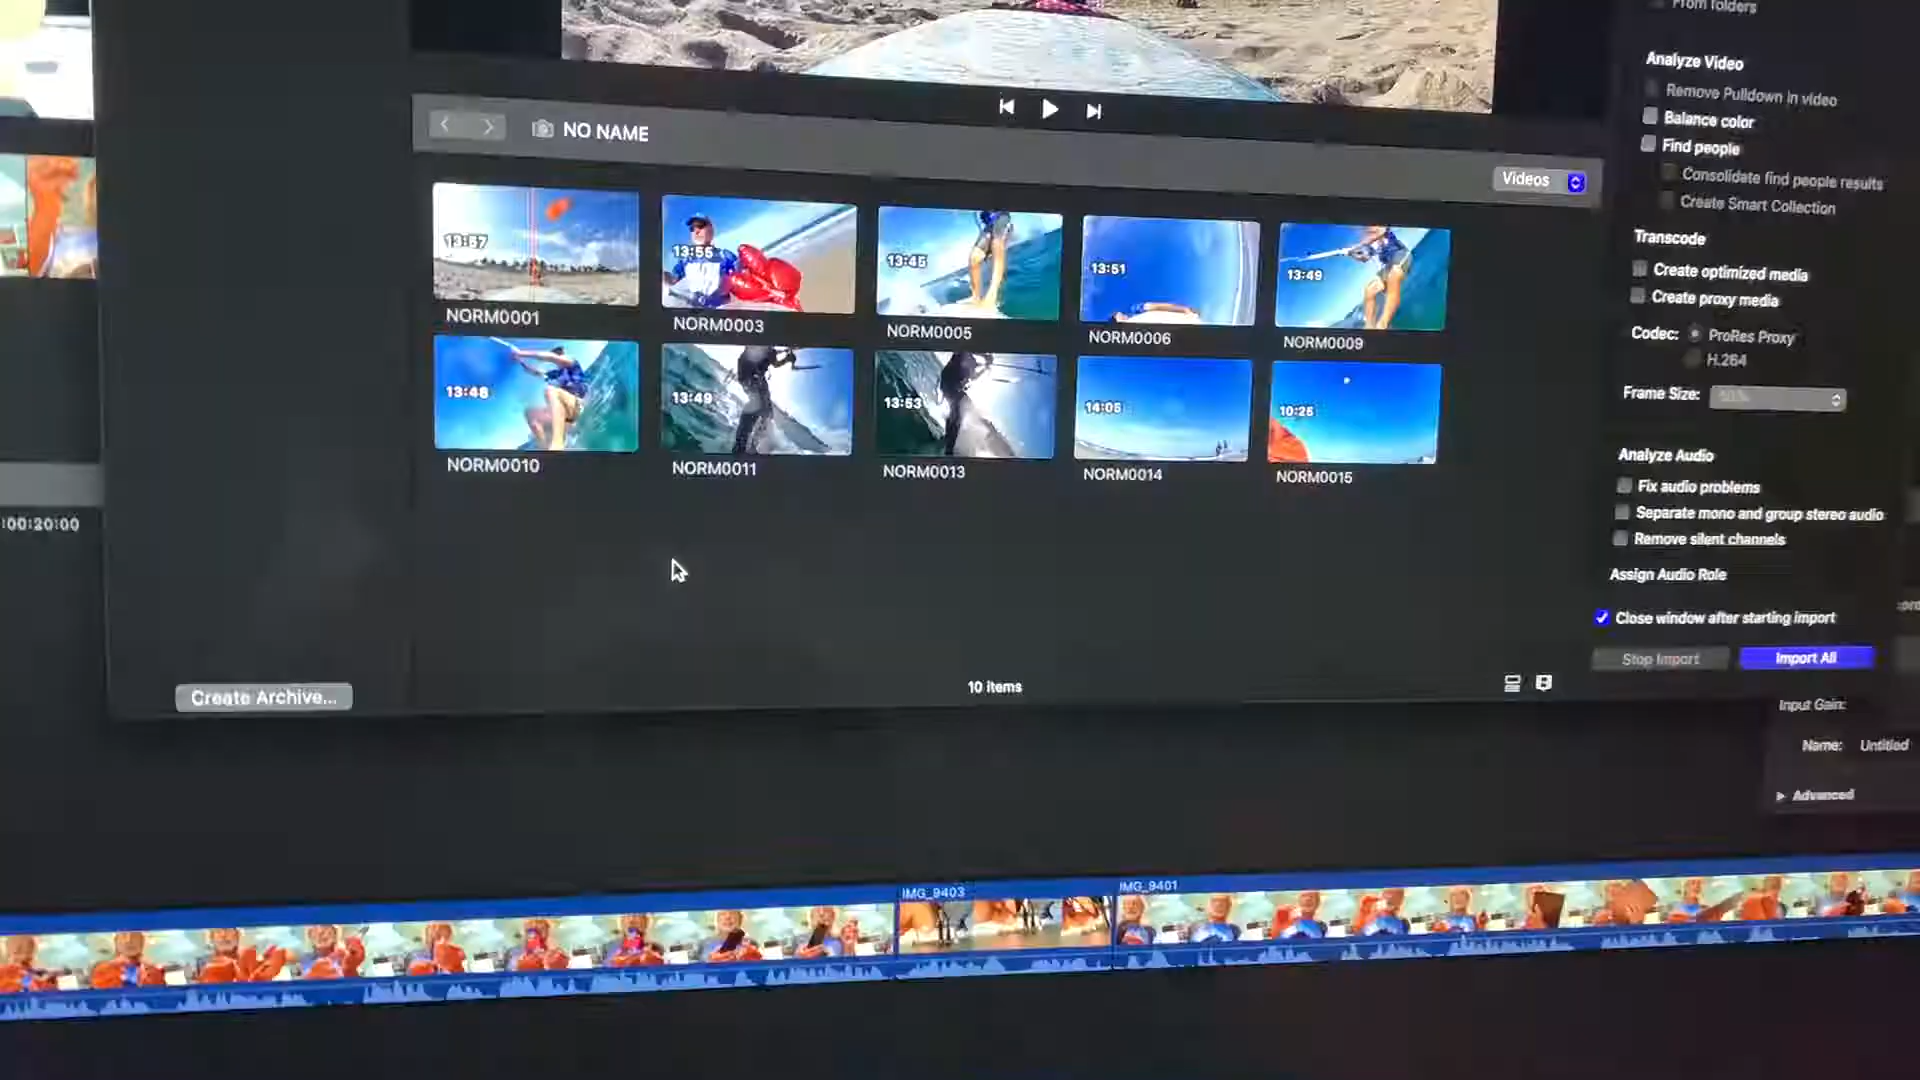 From folders
Analyze Video
Remove Pulldown in video
Balance color
Find people
Consolidate find people results
Create Smart Collection
NO NAME
Videos
13:57
13:55
13:45
13:51
13:49
NORM0001
NORM0003
NORM0005
NORM0006
NORM0009
Transcode
Create optimized media
Create proxy media
Codec: ProRes Proxy
H.264
Frame Size:
13:49
13:53
14:05
10:25
NORM0010
NORM0011
NORM0013
NORM0014
NORM0015
Analyze Audio
Fix audio problems
Separate mono and group stereo audio
Remove silent channels
Assign Audio Role
:00:20:00
Close window after starting import
Stop Import
Import All
Create Archive...
10 items
Input Gain:
Name: Untitled
Advanced
IMG_9403
IMG_9401